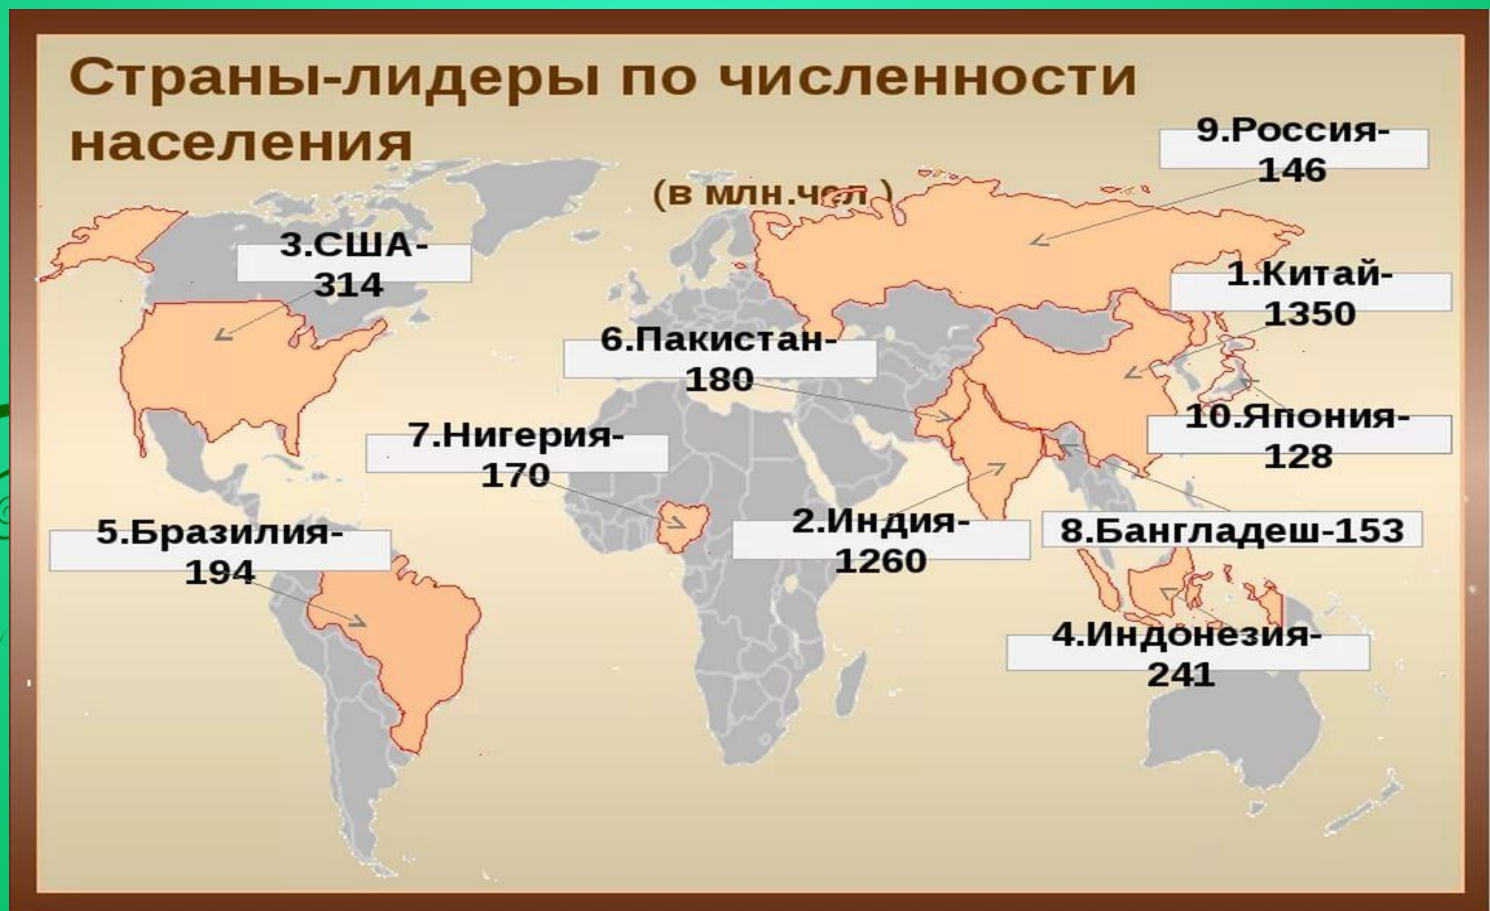 Страны-лидеры по численности
населения
(в млн.чел.)
9.Россия-
146
3.США-
314
1.Китай-
1350
6.Пакистан-
180
10.Япония-
128
7.Нигерия-
170
2.Индия-
1260
8.Бангладеш-153
5.Бразилия-
194
4.Индонезия-
241